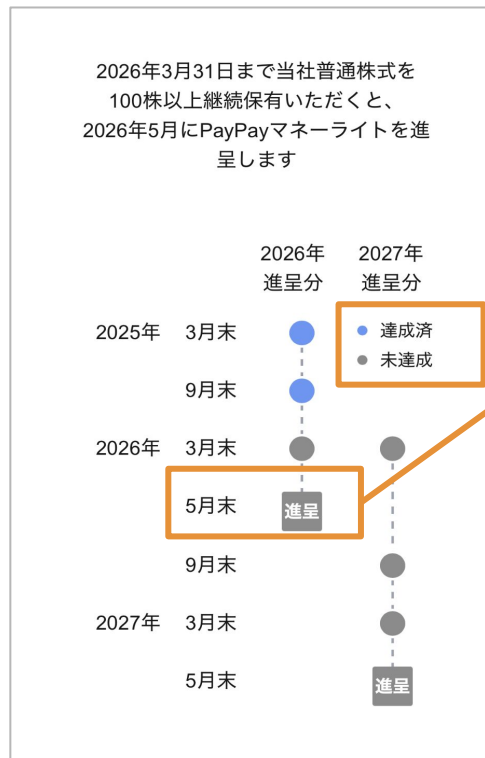 2026年3月31日まで当社普通株式を
100株以上継続保有いただくと、
2026年5月にPayPayマネーライトを進
呈します
2026年 2027年
進呈分 進呈分
2025年 3月末
達成済
未達成
9月末
2026年 3月末
5月末 進呈
9月末
2027年 3月末
5月末 進呈